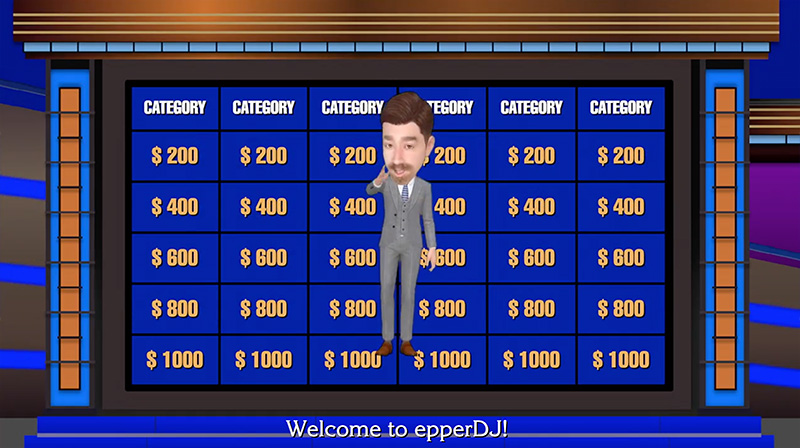 CATEGORY CATEGORY CATEGORY CATEGORY CATEGORY CATEGORY
$ 200 $ 200 $ 200 200 $ 200 $ 200
$ 400 $ 400 $ 400 400 $ 400 $ 400
$ 600 $ 600 $ 600 $ 600 $ 600 $ 600
$ 800 $ 800 $ 800 $ 800 $ 800 $ 800
$ 1000 $ 1000 $ 1000 $ 1000 $ 1000 $ 1000
Welcome to epperDJ!